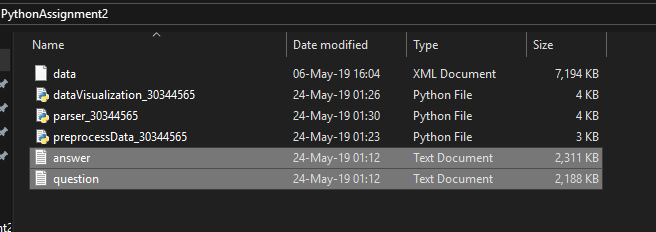 PythonAssignment2
Name Date modified Type Size
data 06-May-19 16:04 XML Document 7,194 KB
dataVisualization_30344565 24-May-19 01:26 Python File 4 KB
parser_30344565 24-May-19 01:30 Python File 4 KB
preprocessData_30344565 24-May-19 01:23 Python File 3 KB
answer 24-May-19 01:12 Text Document 2,311 KB
question 24-May-19 01:12 Text Document 2,188 KB
nt2